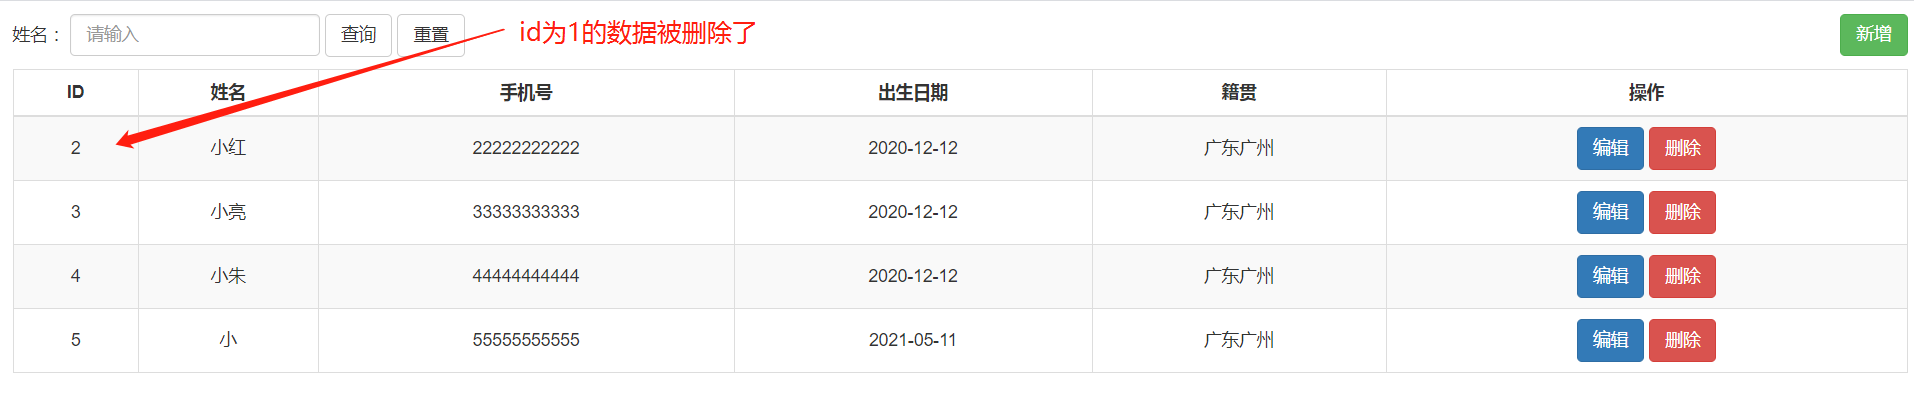 姓名： 请输入 查询 重置 id为1的数据被删除了 新增
ID 姓名 手机号 出生日期 籍贯 操作
2 小红 22222222222 2020-12-12 广东广州 编辑 删除
3 小亮 33333333333 2020-12-12 广东广州 编辑 删除
4 小朱 44444444444 2020-12-12 广东广州 编辑 删除
5 小 55555555555 2021-05-11 广东广州 编辑 删除